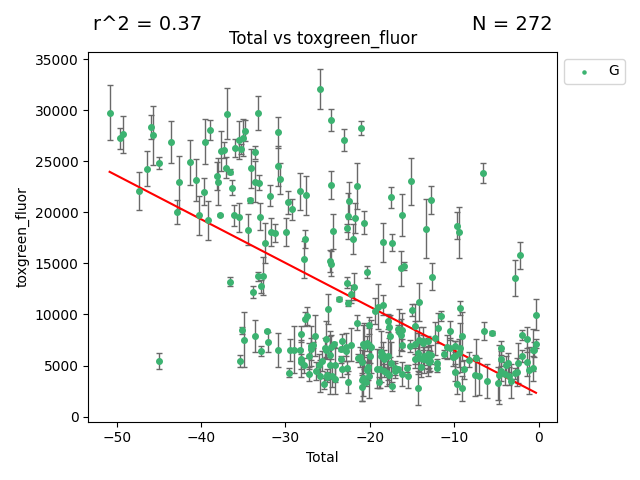 r^2 = 0.37
N = 272
Total vs toxgreen_fluor
G
35000
30000
25000
20000
15000
10000
5000
0
toxgreen_fluor
−50
−40
−30
−20
−10
0
Total